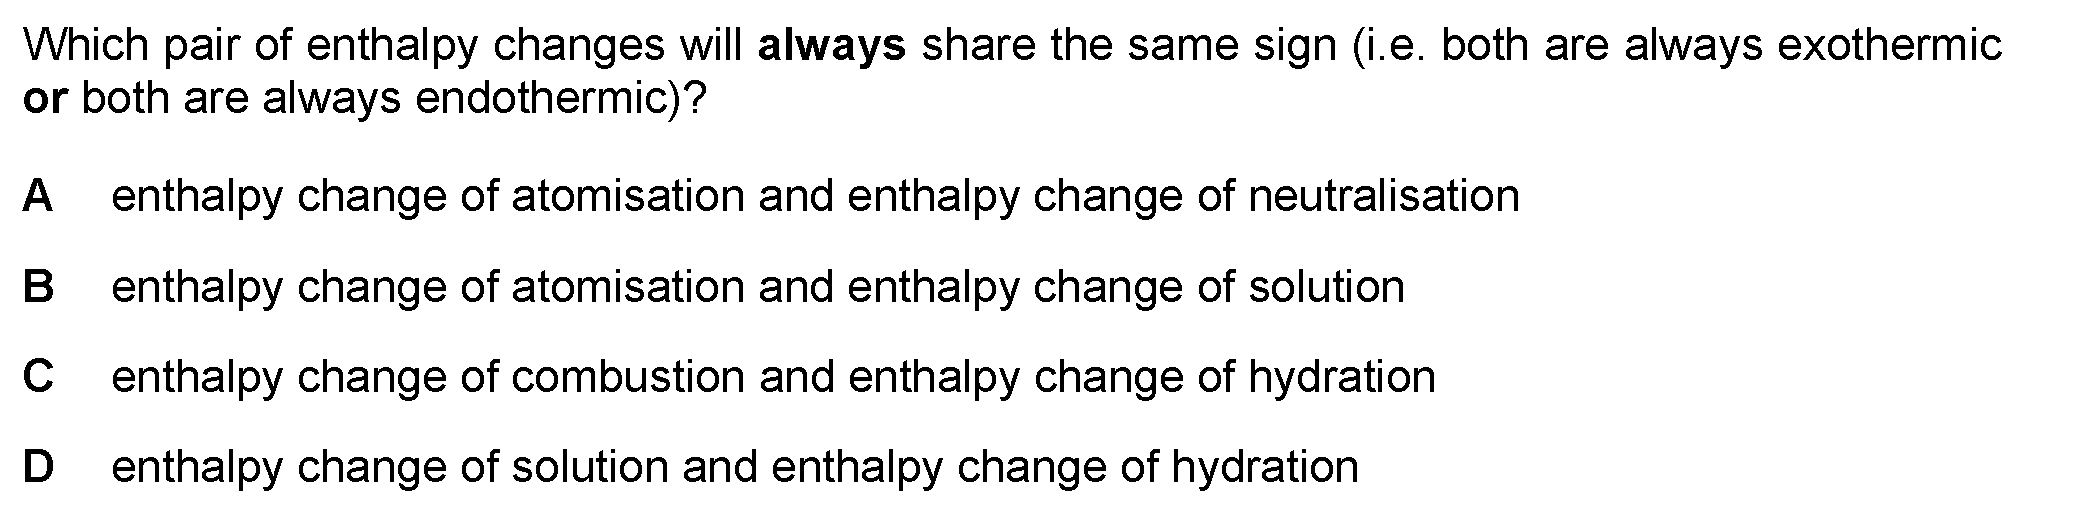 Which pair of enthalpy changes will always share the same sign (i.e. both are always exothermic
or both are always endothermic)?
A enthalpy change of atomisation and enthalpy change of neutralisation
B enthalpy change of atomisation and enthalpy change of solution
C enthalpy change of combustion and enthalpy change of hydration
D enthalpy change of solution and enthalpy change of hydration